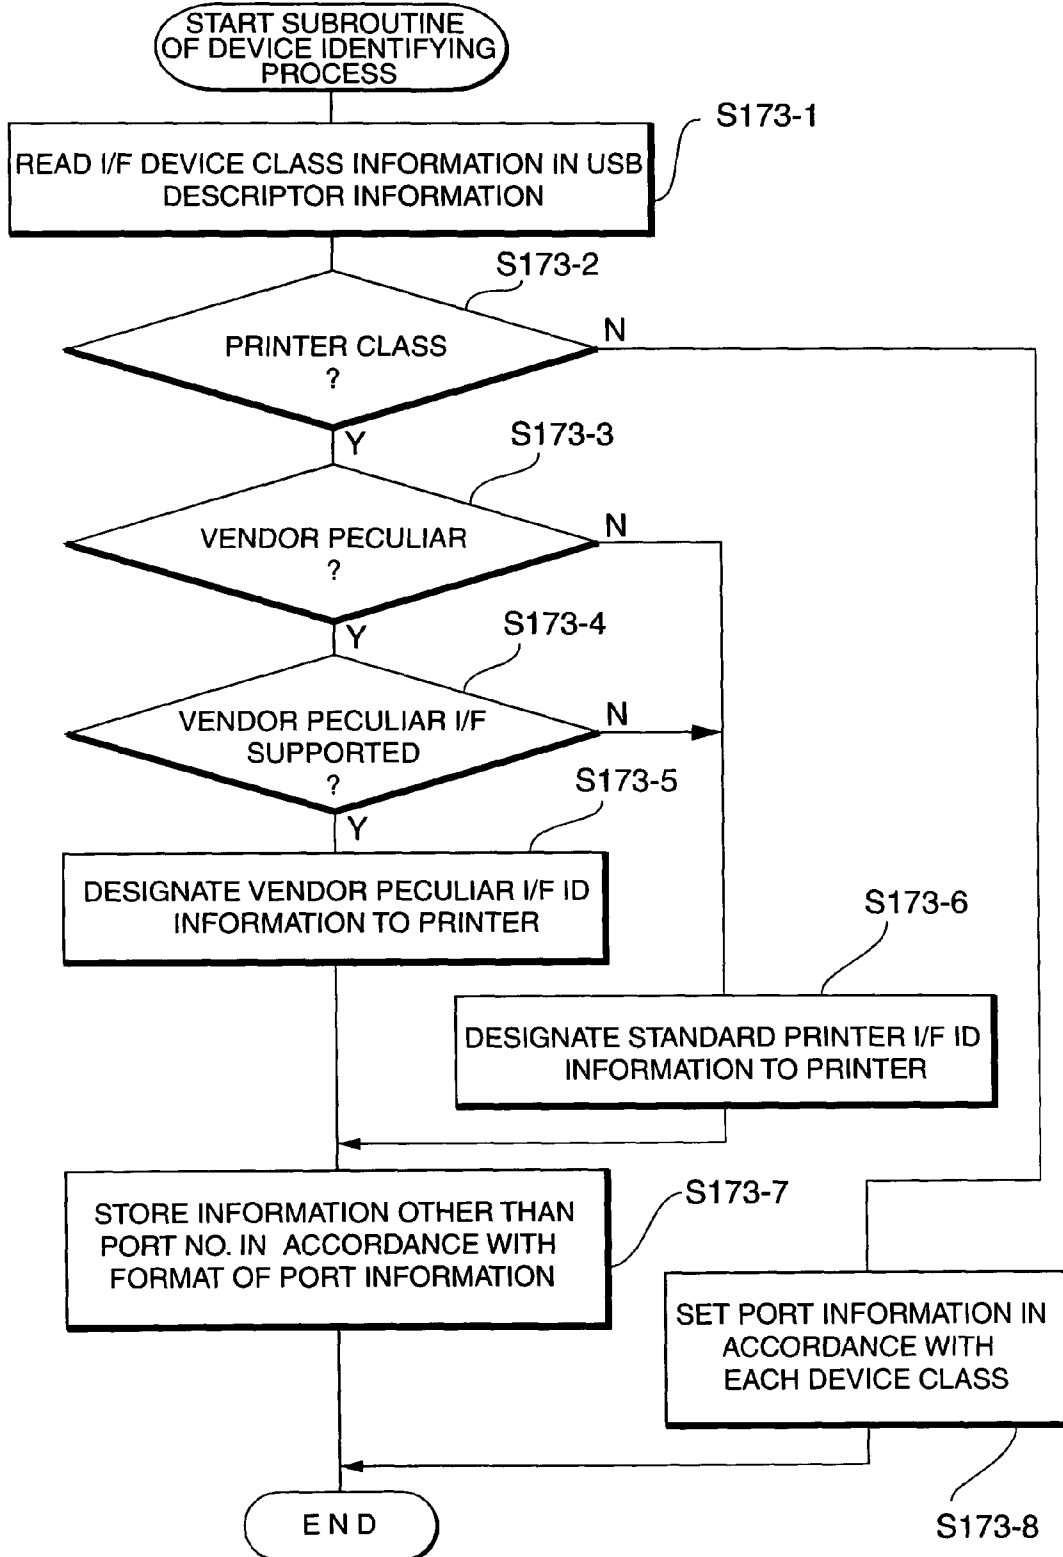 START SUBROUTINE
OF DEVICE IDENTIFYING
PROCESS
S173-1
READ I/F DEVICE CLASS INFORMATION IN USB
DESCRIPTOR INFORMATION
S173-2
PRINTER CLASS
?
N
Y
S173-3
VENDOR PECULIAR
?
N
Y
S173-4
VENDOR PECULIAR I/F
SUPPORTED
?
N
Y
S173-5
DESIGNATE VENDOR PECULIAR I/F ID
INFORMATION TO PRINTER
S173-6
DESIGNATE STANDARD PRINTER I/F ID
INFORMATION TO PRINTER
S173-7
STORE INFORMATION OTHER THAN
PORT NO. IN ACCORDANCE WITH
FORMAT OF PORT INFORMATION
SET PORT INFORMATION IN
ACCORDANCE WITH
EACH DEVICE CLASS
S173-8
END